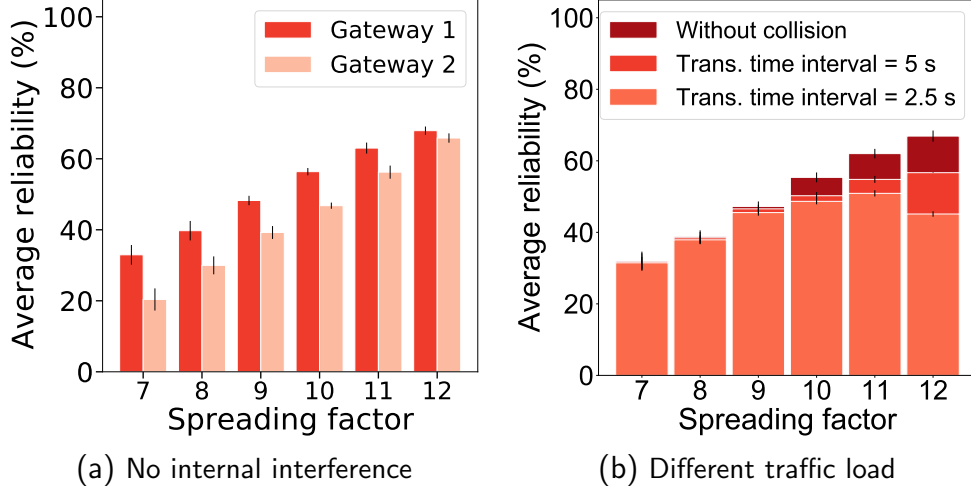 100
80
60
40
20
0
Average reliability (%)
Gateway 1
Gateway 2
7 8 9 10 11 12
Spreading factor
(a) No internal interference
100
80
60
40
20
0
Average reliability (%)
Without collision
Trans. time interval = 5 s
Trans. time interval = 2.5 s
7 8 9 10 11 12
Spreading factor
(b) Different traffic load